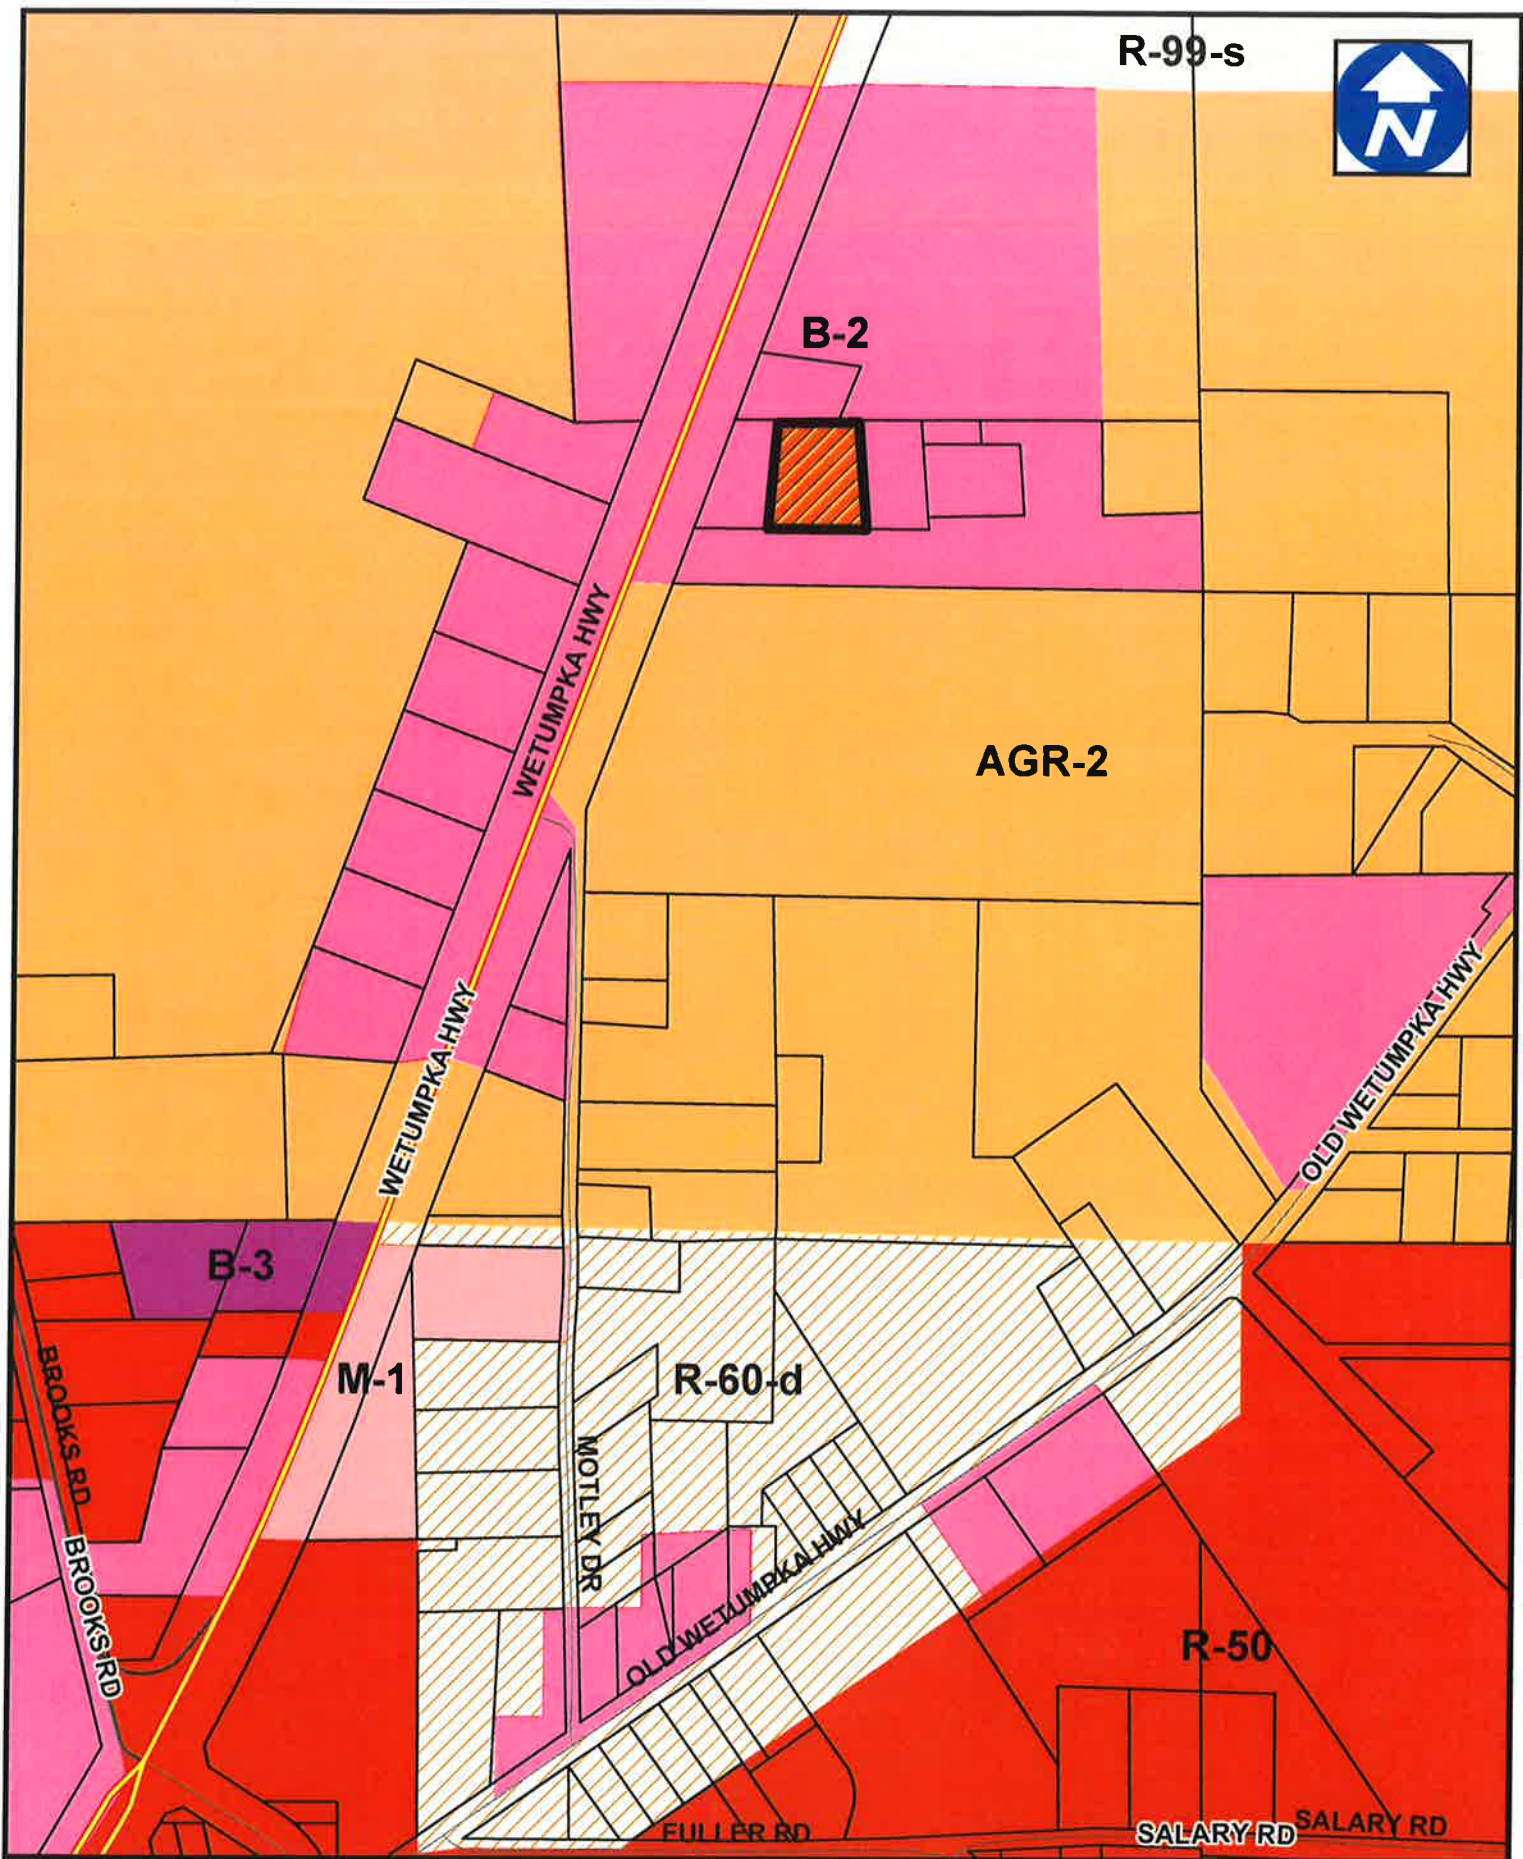 R-99-s
N
B-2
WETUMPKA HWY
AGR-2
WETUMPKA HWY
OLD WETUMPKA HWY
B-3
M-1
R-60-d
BROOKS RD
MOTLEY DR
BROOKS RD
OLD WETUMPKA HWY
R-50
FULLER RD
SALARY RD
SALARY RD